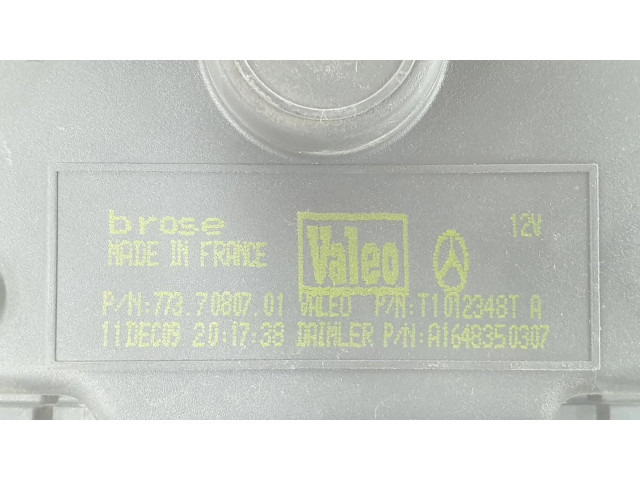 brose Valeo 12V
MADE IN FRANCE
P/N:773.70807.01 VALEO P/N:T1012348T A
11DEC09 20:17:38 DAIMLER P/N:A1648350307